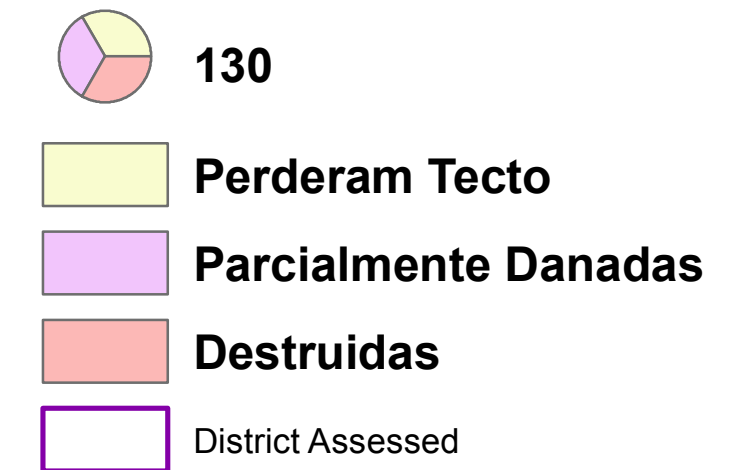 130
Perderam Tecto
Parcialmente Danadas
Destruidas
District Assessed